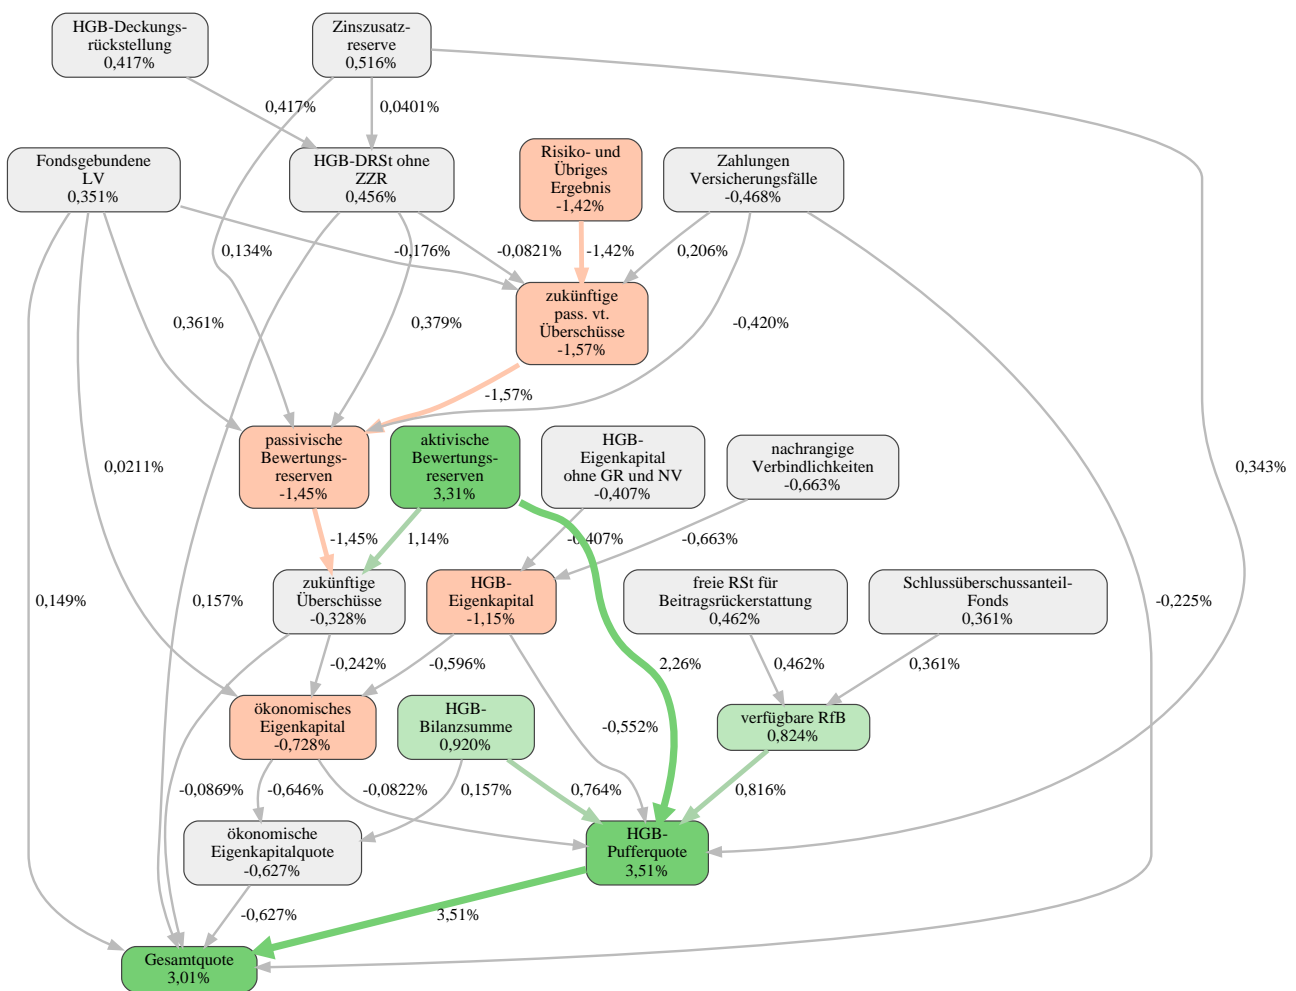 HGB-Deckungs-
rückstellung
0,417%
Zinszusatz-
reserve
0,516%
0,417%
0,0401%
Fondsgebundene
LV
0,351%
HGB-DRSt ohne
ZZR
0,456%
Risiko- und
Übriges
Ergebnis
-1,42%
Zahlungen
Versicherungsfälle
-0,468%
0,134%
-0,176%
-0,0821%
-1,42%
0,206%
zukünftige
pass. vt.
Überschüsse
-1,57%
0,361%
0,379%
-0,420%
-1,57%
passivische
Bewertungs-
reserven
-1,45%
aktivische
Bewertungs-
reserven
3,31%
HGB-
Eigenkapital
ohne GR und NV
-0,407%
nachrangige
Verbindlichkeiten
-0,663%
0,0211%
0,343%
-1,45%
1,14%
-0,407%
-0,663%
zukünftige
Überschüsse
-0,328%
HGB-
Eigenkapital
-1,15%
freie RSt für
Beitragsrückerstattung
0,462%
Schlussüberschussanteil-
Fonds
0,361%
0,149%
0,157%
-0,225%
-0,242%
-0,596%
2,26%
0,462%
0,361%
ökonomisches
Eigenkapital
-0,728%
HGB-
Bilanzsumme
0,920%
-0,552%
verfügbare RfB
0,824%
-0,0869%
-0,646%
-0,0822%
0,157%
0,764%
0,816%
ökonomische
Eigenkapitalquote
-0,627%
HGB-
Pufferquote
3,51%
-0,627%
3,51%
Gesamtquote
3,01%